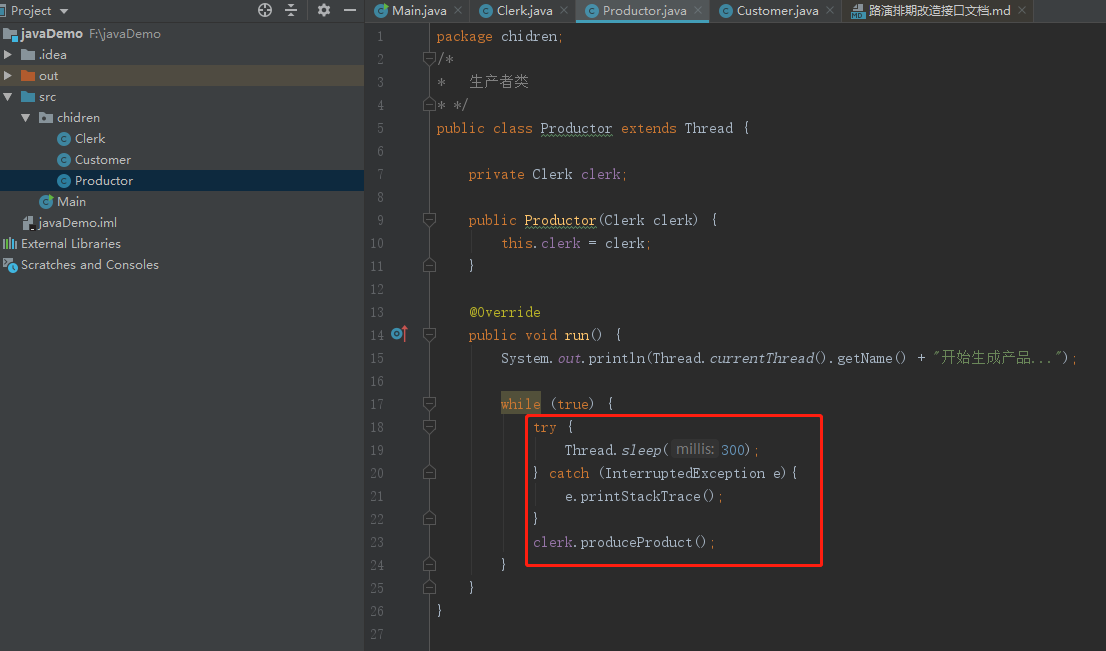 Project
Main.java
Clerk.java
Productor.java
Customer.java
路演排期改造接口文档.md
javaDemo F:\javaDemo
.idea
out
src
chidren
Clerk
Customer
Productor
Main
javaDemo.iml
External Libraries
Scratches and Consoles
1 package chidren;
2 /*
3 * 生产者类
4 * */
5 public class Productor extends Thread {
6
7 private Clerk clerk;
8
9 public Productor(Clerk clerk) {
10 this.clerk = clerk;
11 }
12
13 @Override
14 public void run() {
15 System.out.println(Thread.currentThread().getName() + "开始生成产品...");
16
17 while (true) {
18 try {
19 Thread.sleep( millis: 300);
20 } catch (InterruptedException e){
21 e.printStackTrace();
22 }
23 clerk.produceProduct();
24 }
25 }
26 }
27